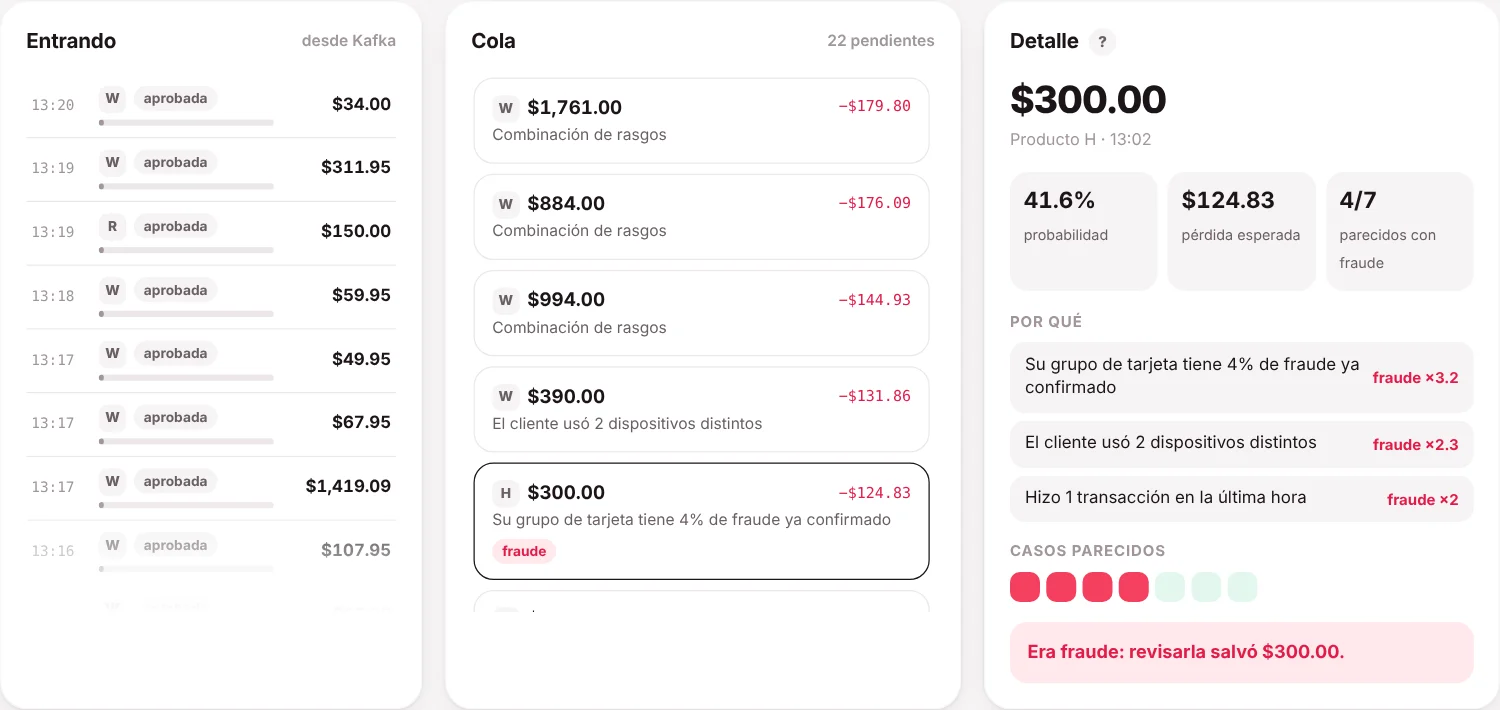 Entrando
desde Kafka
13:20 W aprobada $34.00
13:19 W aprobada $311.95
13:19 R aprobada $150.00
13:18 W aprobada $59.95
13:17 W aprobada $49.95
13:17 W aprobada $67.95
13:17 W aprobada $1,419.09
13:16 W aprobada $107.95
Cola
22 pendientes
W $1,761.00 −$179.80
Combinación de rasgos
W $884.00 −$176.09
Combinación de rasgos
W $994.00 −$144.93
Combinación de rasgos
W $390.00 −$131.86
El cliente usó 2 dispositivos distintos
H $300.00 −$124.83
Su grupo de tarjeta tiene 4% de fraude ya confirmado
fraude
Detalle ?
$300.00
Producto H · 13:02
41.6%
probabilidad
$124.83
pérdida esperada
4/7
parecidos con
fraude
POR QUÉ
Su grupo de tarjeta tiene 4% de fraude ya
confirmado
fraude ×3.2
El cliente usó 2 dispositivos distintos fraude ×2.3
Hizo 1 transacción en la última hora fraude ×2
CASOS PARECIDOS
Era fraude: revisarla salvó $300.00.